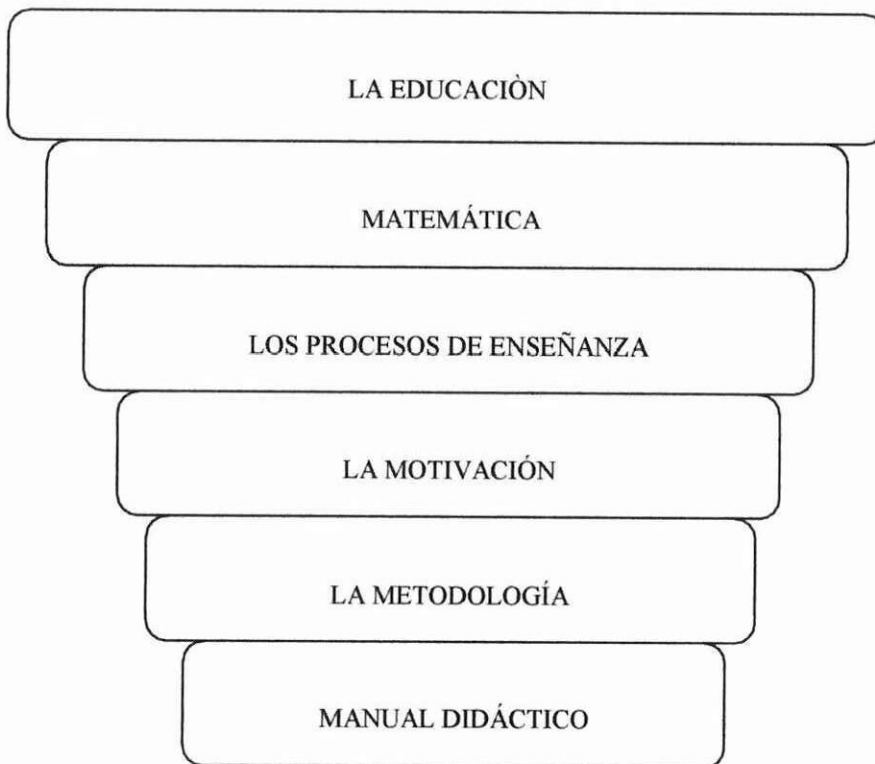 LA EDUCACIÒN
MATEMÁTICA
LOS PROCESOS DE ENSEÑANZA
LA MOTIVACIÓN
LA METODOLOGÍA
MANUAL DIDÁCTICO